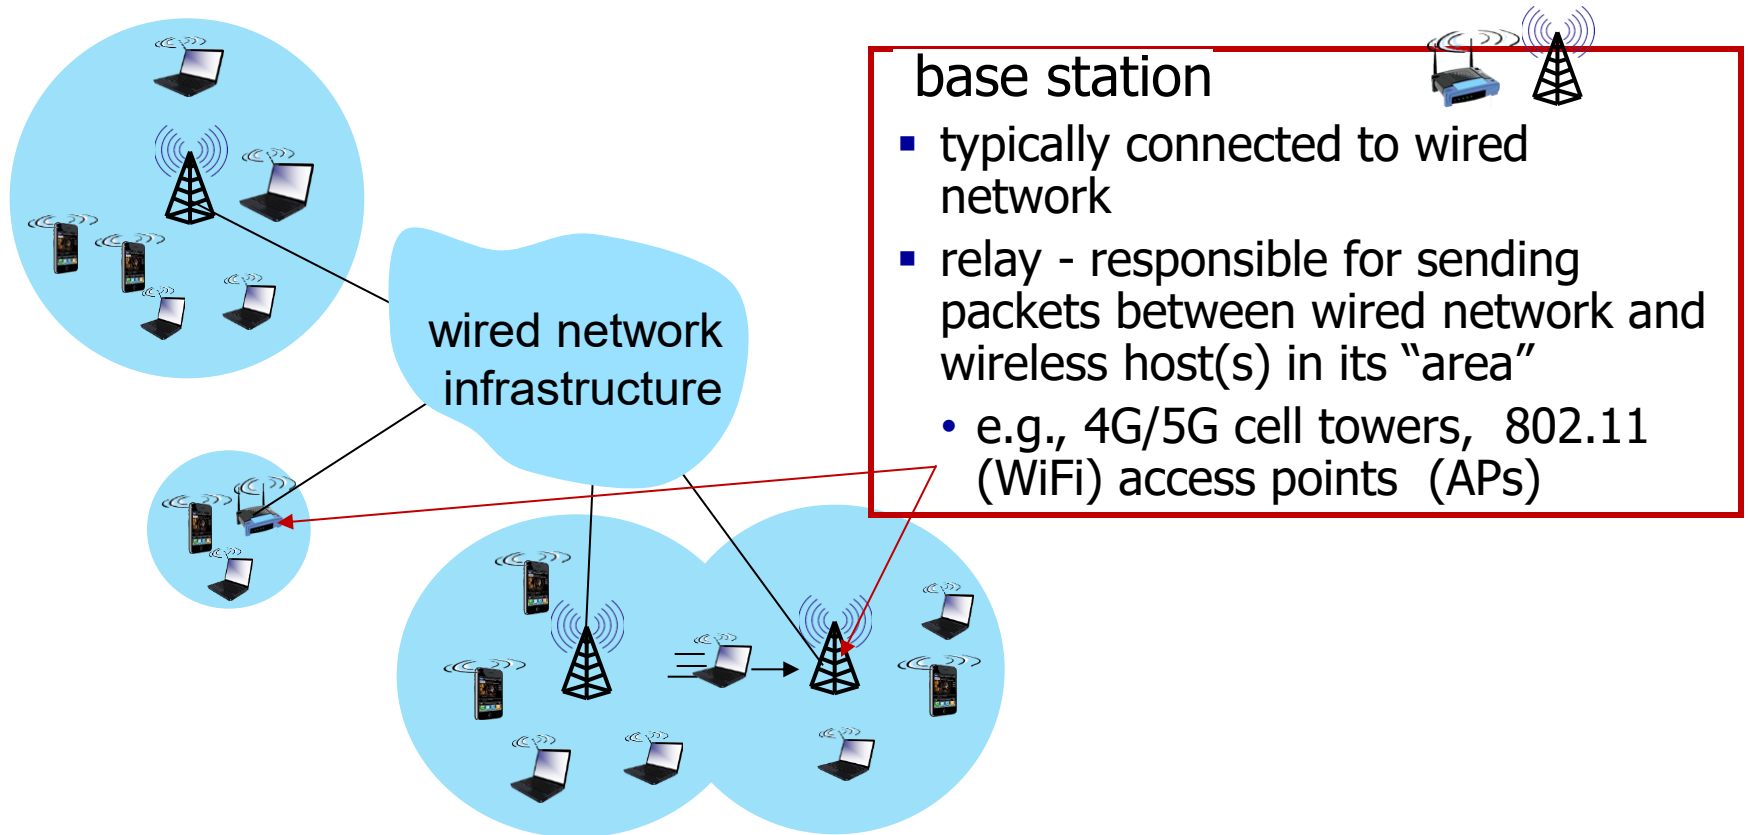 base station
▪ typically connected to wired
network
▪ relay - responsible for sending
packets between wired network and
wireless host(s) in its “area”
• e.g., 4G/5G cell towers, 802.11
(WiFi) access points (APs)
wired network
infrastructure